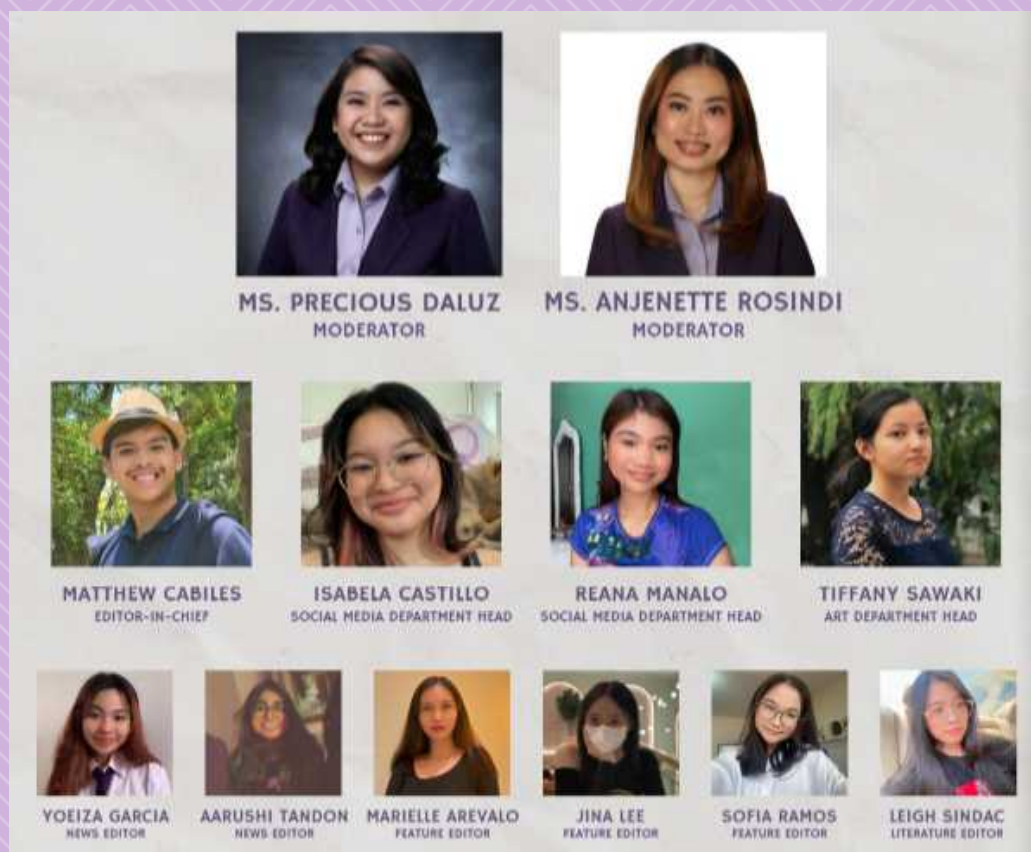 MS. PRECIOUS DALUZ
MODERATOR
MS. ANJENETTE ROSINDI
MODERATOR
MATTHEW CABILES
EDITOR-IN-CHIEF
ISABELA CASTILLO
SOCIAL MEDIA DEPARTMENT HEAD
REANA MANALO
SOCIAL MEDIA DEPARTMENT HEAD
TIFFANY SAWAKI
ART DEPARTMENT HEAD
YOEIZA GARCIA
NEWS EDITOR
AARUSHI TANDON
NEWS EDITOR
MARIELLE AREVALO
FEATURE EDITOR
JINA LEE
FEATURE EDITOR
SOFIA RAMOS
FEATURE EDITOR
LEIGH SINDAC
LITERATURE EDITOR